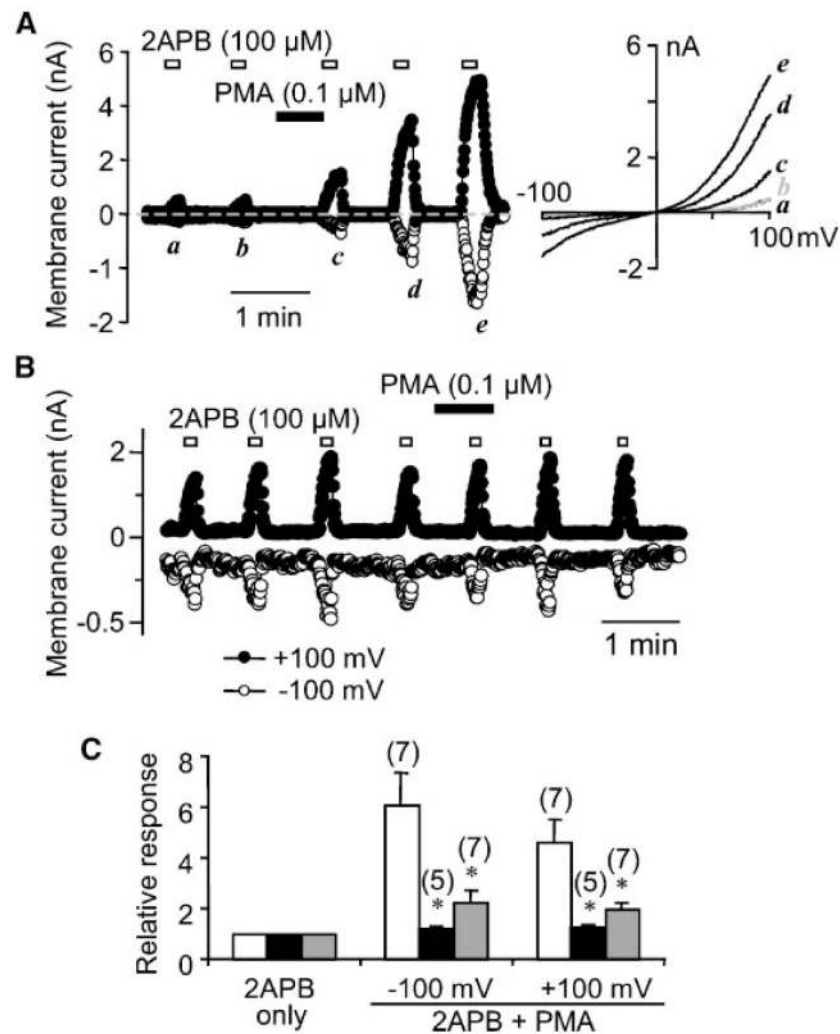 A
2APB (100 µM)
PMA (0.1 µM)
Membrane current (nA)
6
4
2
0
-1
-2
a
b
c
d
e
1 min
6
nA
2
-2
-100
100 mV
e
d
c
b
a
B
PMA (0.1 µM)
2APB (100 µM)
Membrane current (nA)
2
0
-0.5
1 min
+100 mV
-100 mV
C
Relative response
8
6
4
2
0
(7)
(5)
*
(7)
*
(7)
(5)
*
(7)
*
2APB
only
-100 mV
+100 mV
2APB + PMA